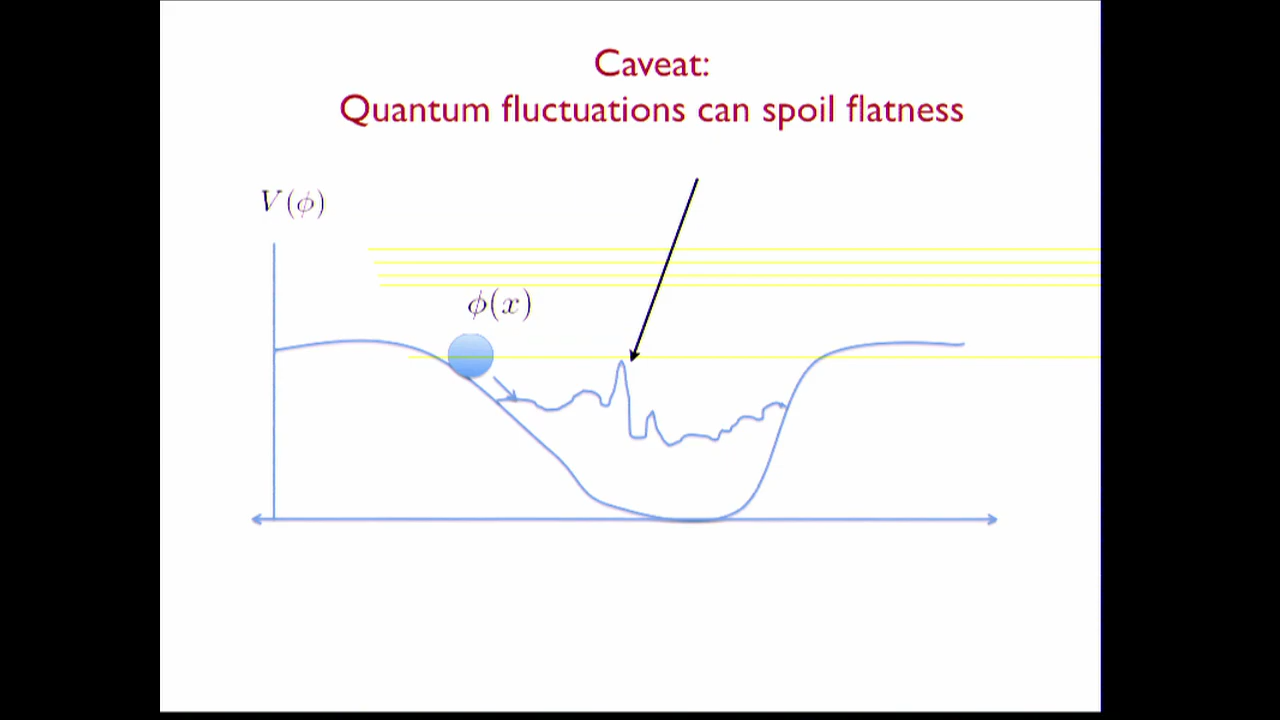 Caveat:
Quantum fluctuations can spoil flatness
V(ϕ)
ϕ(x)